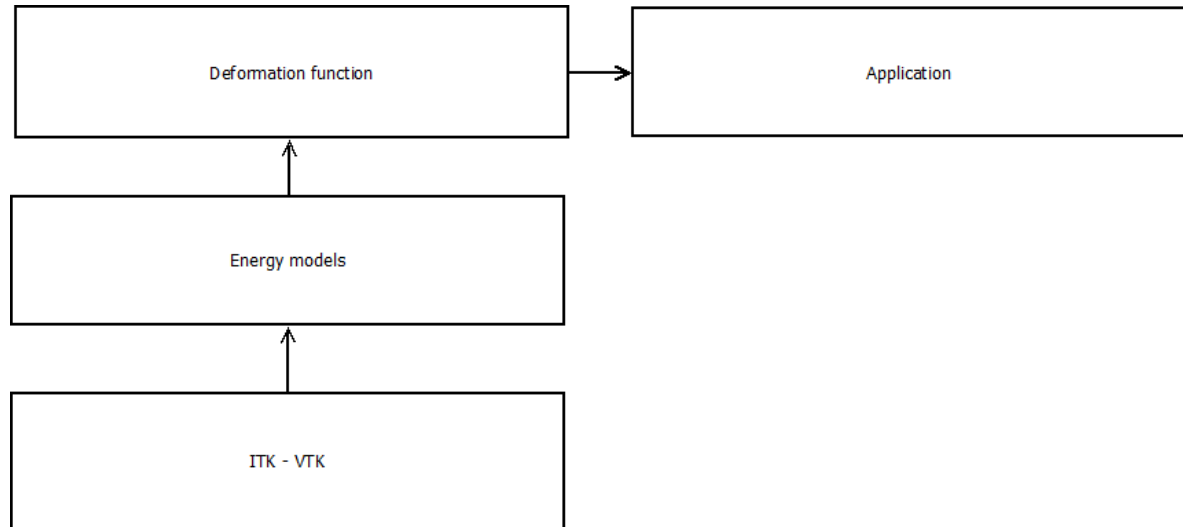 Deformation function
Application
Energy models
ITK - VTK